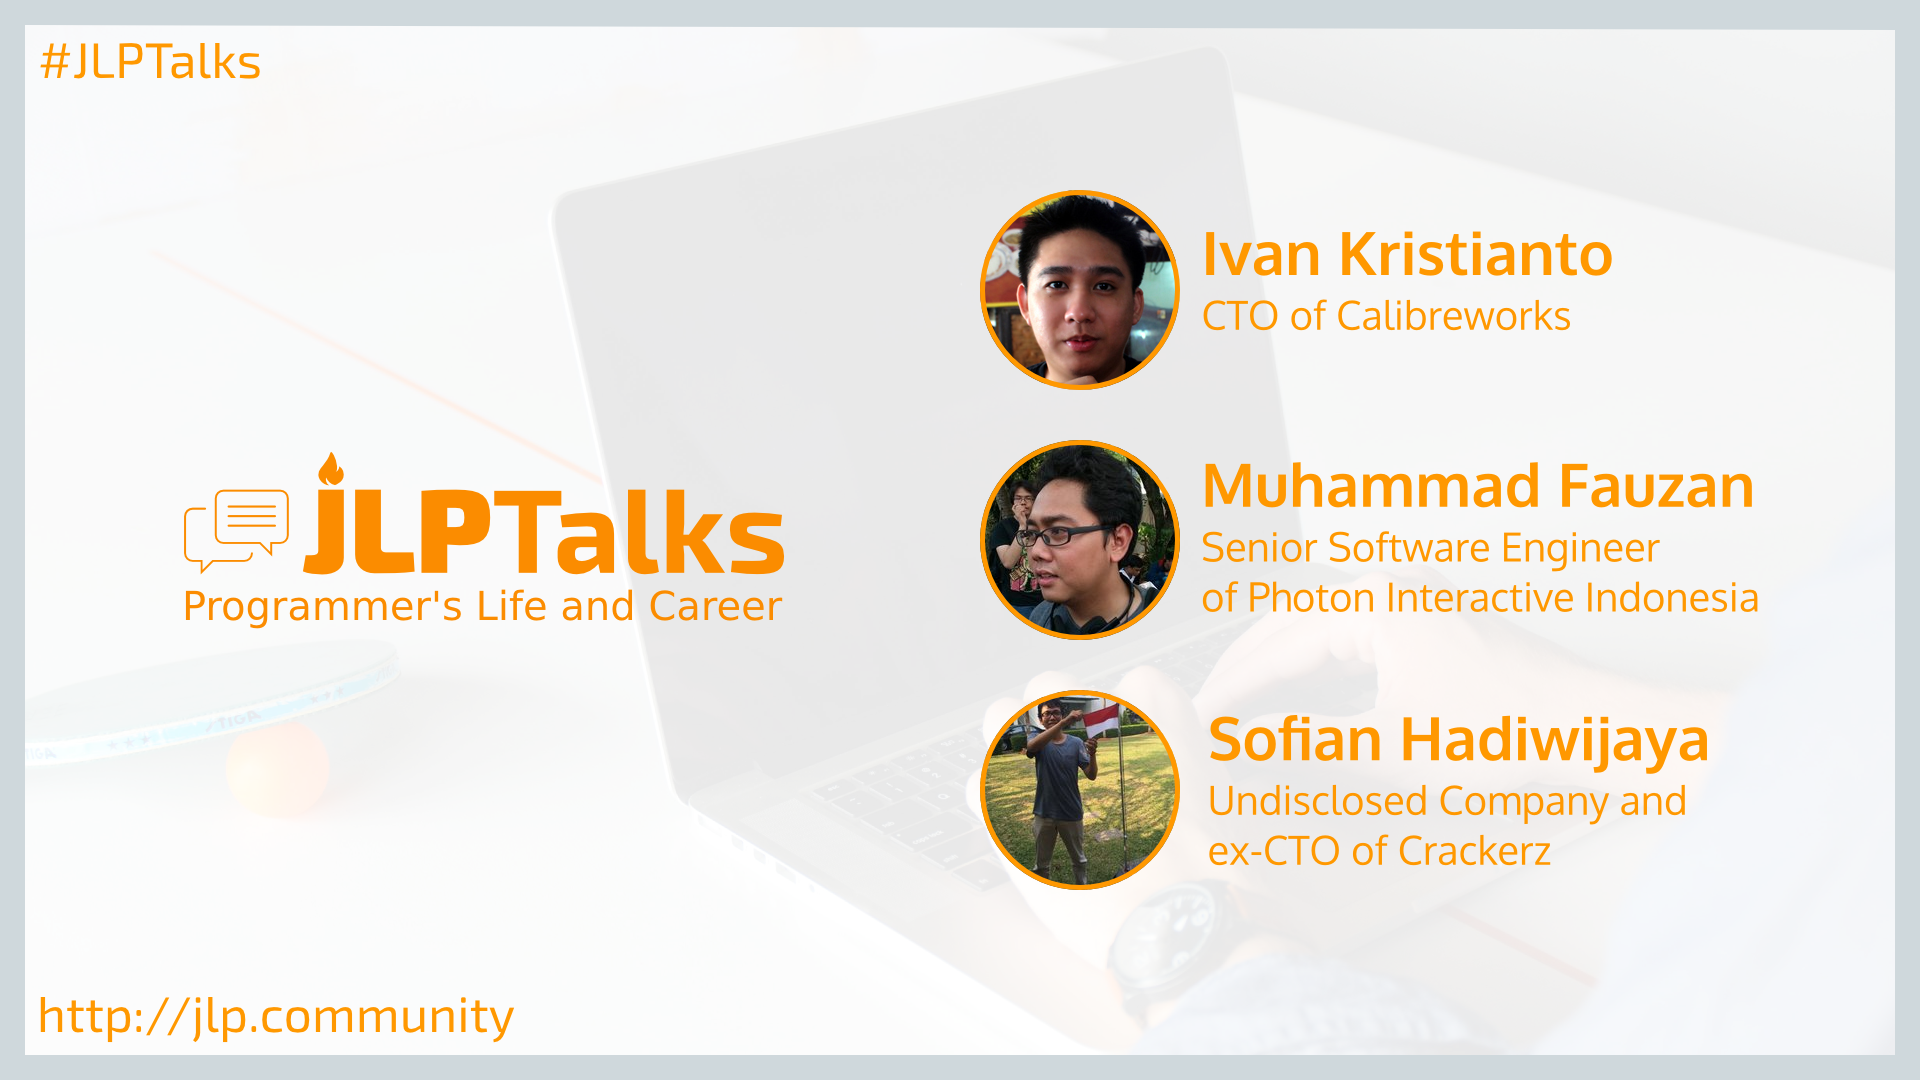 #JLPTalks
JLPTalks
Programmer's Life and Career
Ivan Kristianto
CTO of Calibreworks
Muhammad Fauzan
Senior Software Engineer
of Photon Interactive Indonesia
Sofian Hadiwijaya
Undisclosed Company and
ex-CTO of Crackerz
http://jlp.community